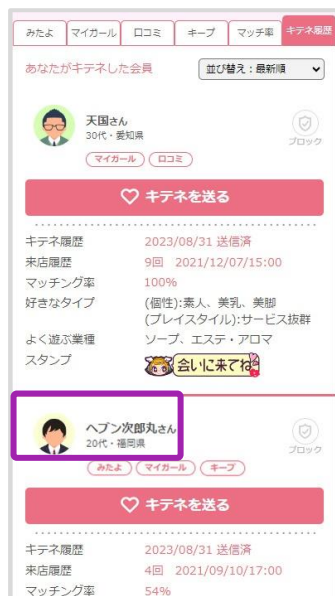 みたよ マイガール 口コミ キープ マッチ率 キテネ履歴
あなたがキテネした会員 並び替え：最新順
天国さん
30代・愛知県
ブロック
マイガール 口コミ
キテネを送る
キテネ履歴 2023/08/31 送信済
来店履歴 9回 2021/12/07/15:00
マッチング率 100%
好きなタイプ (個性):素人、美乳、美脚
(プレイスタイル):サービス抜群
よく遊ぶ業種 ソープ、エステ・アロマ
スタンプ 会いに来てね
ヘブン次郎丸さん
20代・福岡県
ブロック
みたよ マイガール キープ
キテネを送る
キテネ履歴 2023/08/31 送信済
来店履歴 4回 2021/09/10/17:00
マッチング率 54%